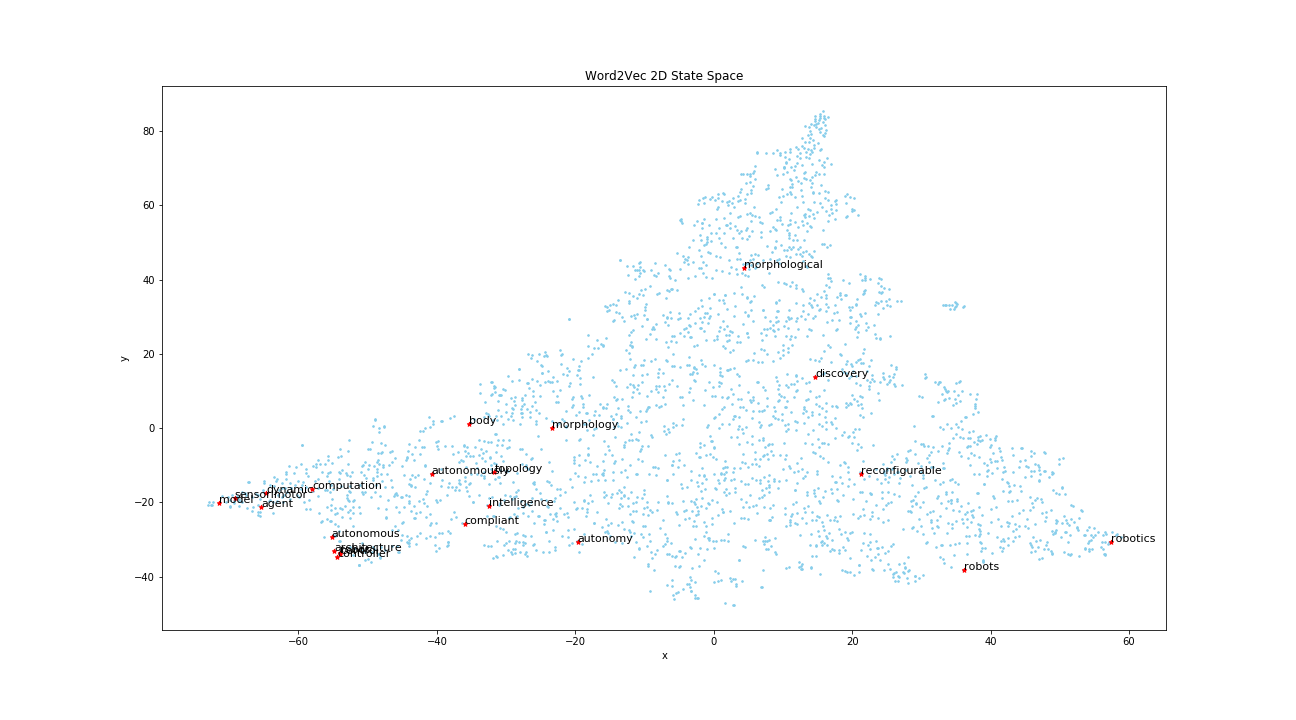 Word2Vec 2D State Space
80
60
morphological
40
20
discovery
y
body
0
morphology
autonomously
topology
reconfigurable
computation
dynamic
sensorimotor
−20
model
agent
intelligence
compliant
autonomous
autonomy
robotics
architecture
controller
robots
−40
−60
−40
−20
0
20
40
60
x